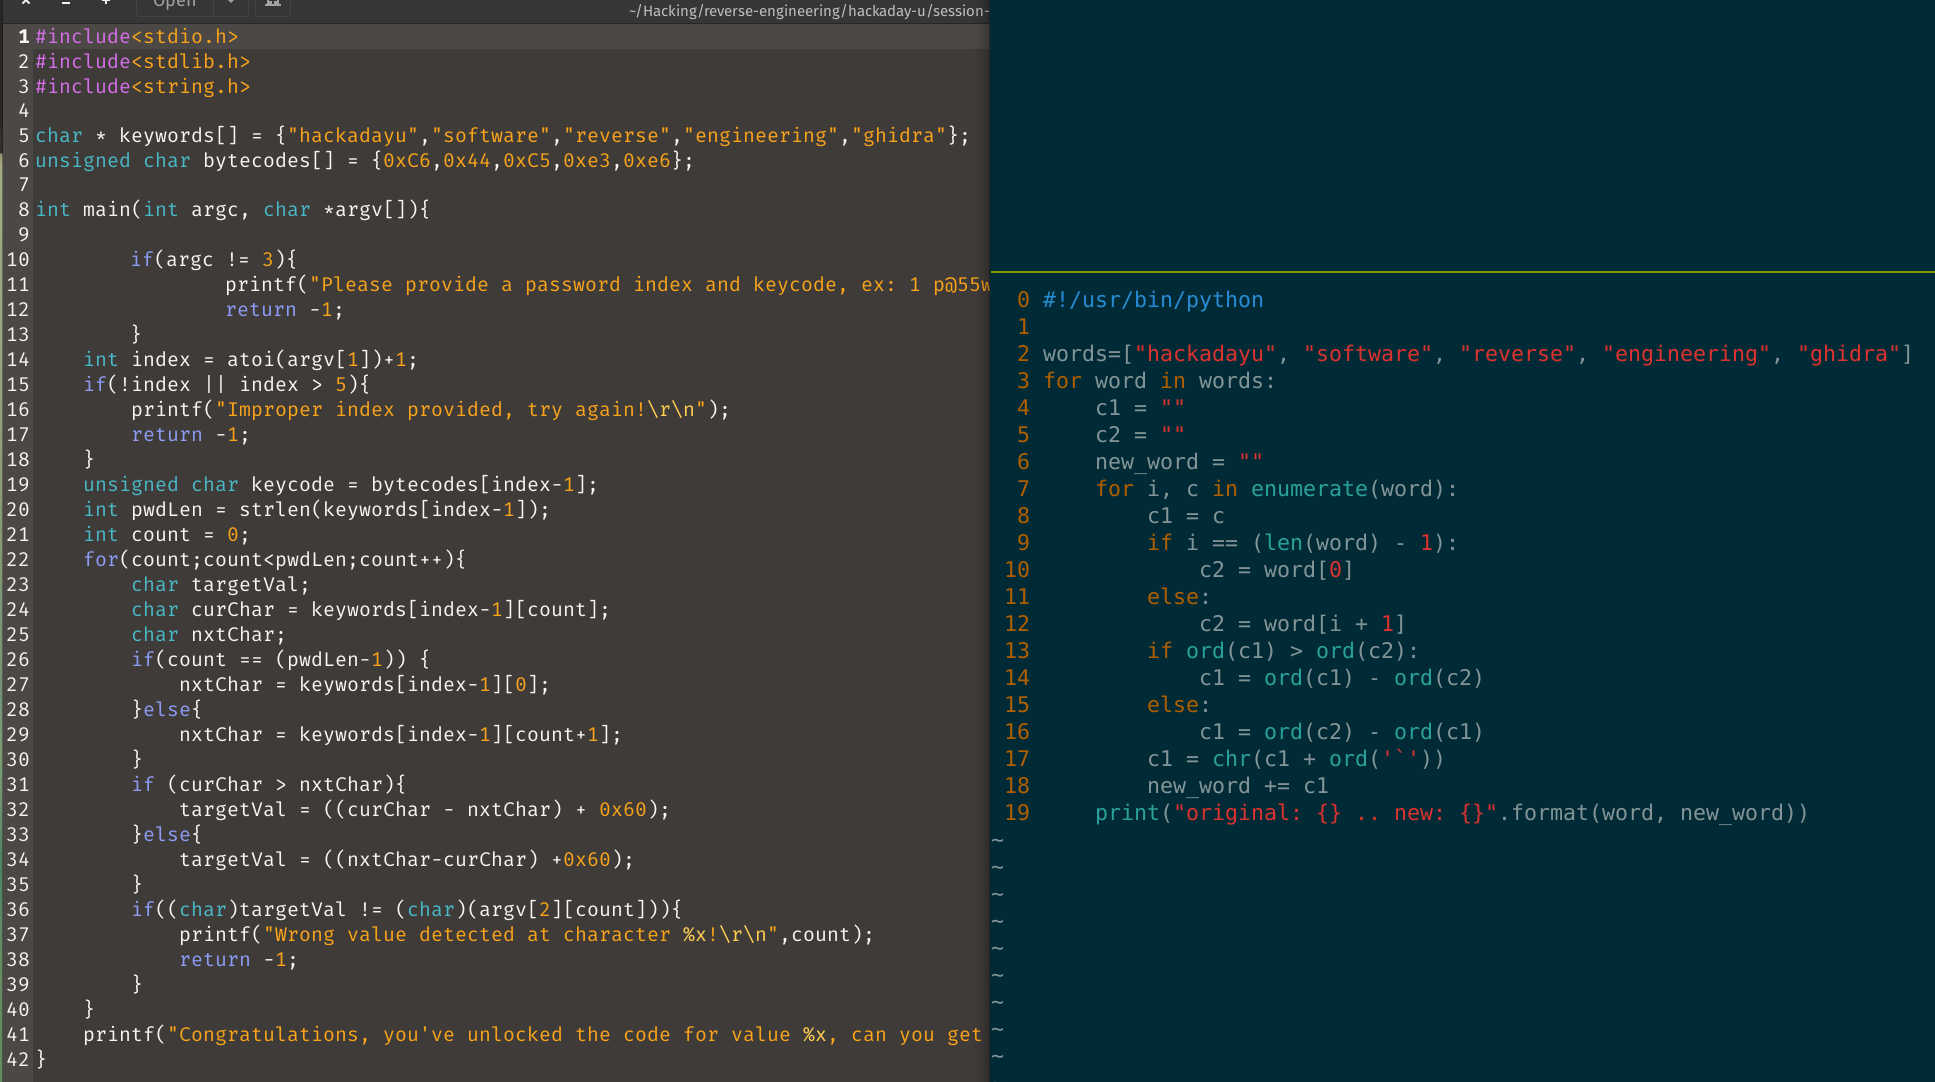 Open
~/Hacking/reverse-engineering/hackaday-u/session-
1 #include<stdio.h>
2 #include<stdlib.h>
3 #include<string.h>
4
5 char * keywords[] = {"hackadayu","software","reverse","engineering","ghidra"};
6 unsigned char bytecodes[] = {0xC6,0x44,0xC5,0xe3,0xe6};
7
8 int main(int argc, char *argv[]){
9
10         if(argc != 3){
11                 printf("Please provide a password index and keycode, ex: 1 p@55w
12                 return -1;
13         }
14     int index = atoi(argv[1])+1;
15     if(!index || index > 5){
16         printf("Improper index provided, try again!\r\n");
17         return -1;
18     }
19     unsigned char keycode = bytecodes[index-1];
20     int pwdLen = strlen(keywords[index-1]);
21     int count = 0;
22     for(count;count<pwdLen;count++){
23         char targetVal;
24         char curChar = keywords[index-1][count];
25         char nxtChar;
26         if(count == (pwdLen-1)) {
27             nxtChar = keywords[index-1][0];
28         }else{
29             nxtChar = keywords[index-1][count+1];
30         }
31         if (curChar > nxtChar){
32             targetVal = ((curChar - nxtChar) + 0x60);
33         }else{
34             targetVal = ((nxtChar-curChar) +0x60);
35         }
36         if((char)targetVal != (char)(argv[2][count])){
37             printf("Wrong value detected at character %x!\r\n",count);
38             return -1;
39         }
40     }
41     printf("Congratulations, you've unlocked the code for value %x, can you get
42 }
0 #!/usr/bin/python
1
2 words=["hackadayu", "software", "reverse", "engineering", "ghidra"]
3 for word in words:
4     c1 = ""
5     c2 = ""
6     new_word = ""
7     for i, c in enumerate(word):
8         c1 = c
9         if i == (len(word) - 1):
10             c2 = word[0]
11         else:
12             c2 = word[i + 1]
13         if ord(c1) > ord(c2):
14             c1 = ord(c1) - ord(c2)
15         else:
16             c1 = ord(c2) - ord(c1)
17         c1 = chr(c1 + ord('`'))
18         new_word += c1
19     print("original: {} .. new: {}".format(word, new_word))
~
~
~
~
~
~
~
~
~